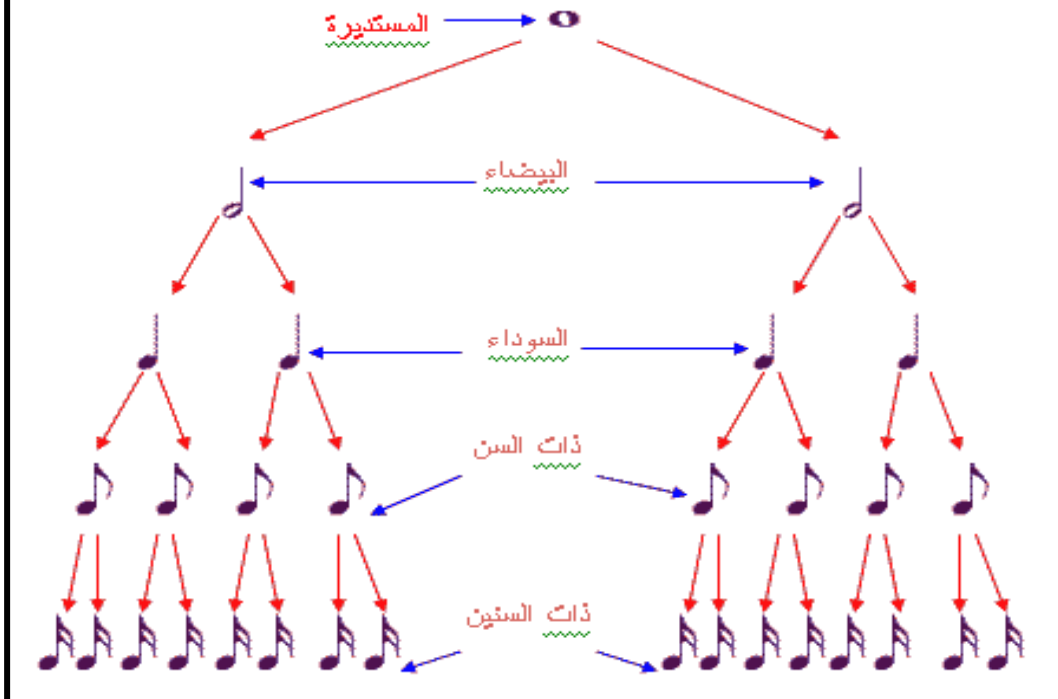 المستديرة
البيضاء
السوداء
ذات السن
ذات السنين